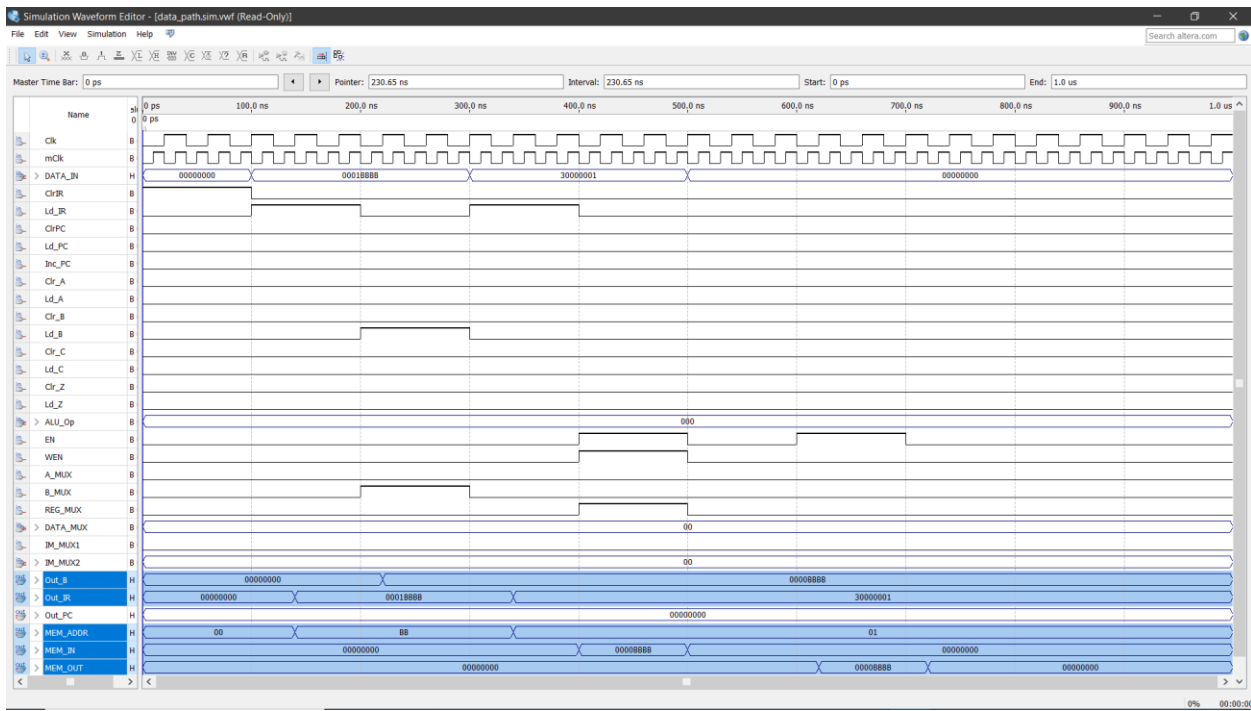 Simulation Waveform Editor - [data_path.sim.vwf (Read-Only)]
File Edit View Simulation Help
Search altera.com
Master Time Bar: 0 ps Pointer: 230.65 ns Interval: 230.65 ns Start: 0 ps End: 1.0 us
Name 0 ps 100.0 ns 200.0 ns 300.0 ns 400.0 ns 500.0 ns 600.0 ns 700.0 ns 800.0 ns 900.0 ns 1.0 us
0 0 ps
Clk B
mClk B
DATA_IN H 00000000 0001BBBB 30000001 00000000
ClrIR B
Ld_IR B
ClrPC B
Ld_PC B
Inc_PC B
Clr_A B
Ld_A B
Clr_B B
Ld_B B
Clr_C B
Ld_C B
Clr_Z B
Ld_Z B
ALU_Op B 000
EN B
WEN B
A_MUX B
B_MUX B
REG_MUX B
DATA_MUX B 00
IM_MUX1 B
IM_MUX2 B 00
Out_B H 00000000 0000BBBB
Out_IR H 00000000 0001BBBB 30000001
Out_PC H 00000000
MEM_ADDR H 00 BB 01
MEM_IN H 00000000 0000BBBB 00000000
MEM_OUT H 00000000 0000BBBB 00000000
0% 00:00:0